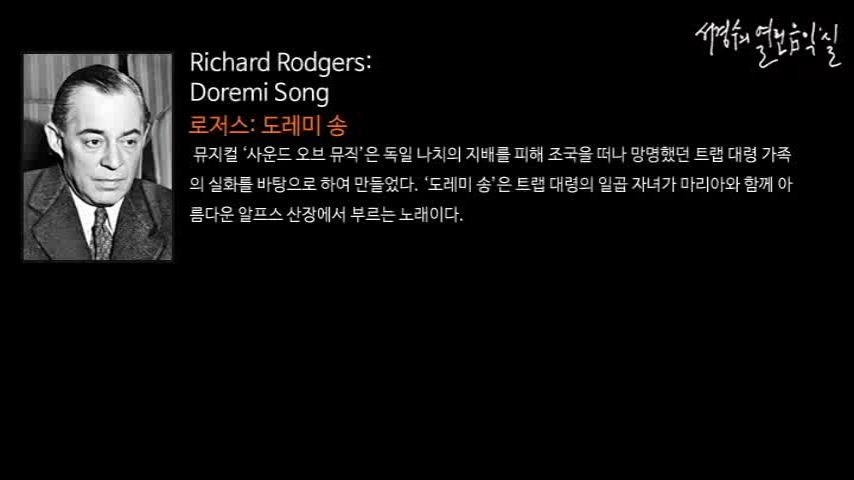 서경수의 열린음악실
Richard Rodgers:
Doremi Song
로저스: 도레미 송
뮤지컬 ‘사운드 오브 뮤직’은 독일 나치의 지배를 피해 조국을 떠나 망명했던 트랩 대령 가족
의 실화를 바탕으로 하여 만들었다. ‘도레미 송’은 트랩 대령의 일곱 자녀가 마리아와 함께 아
름다운 알프스 산장에서 부르는 노래이다.